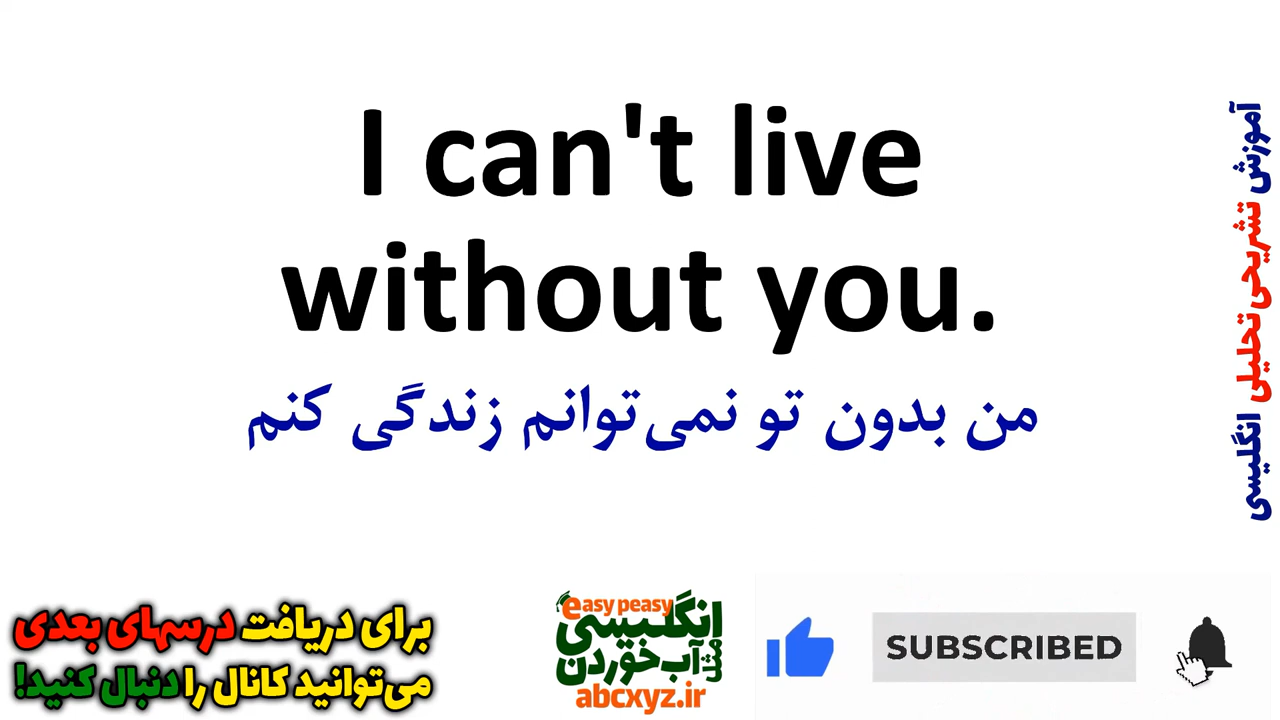 I can't live
without you.
من بدون تو نمی‌توانم زندگی کنم
آموزش تشریحی تحلیلی انگلیسی
برای دریافت درسهای بعدی
می‌توانید کانال را دنبال کنید!
easy peasy
انگلیسی
مثل آب خوردن
abcxyz.ir
SUBSCRIBED